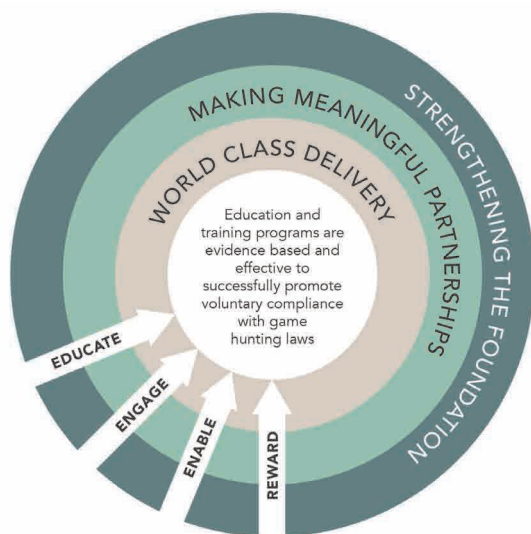 STRENGTHENING THE FOUNDATION
MAKING MEANINGFUL PARTNERSHIPS
WORLD CLASS DELIVERY
Education and
training programs are
evidence based and
effective to
successfully promote
voluntary compliance
with game
hunting laws
EDUCATE
ENGAGE
ENABLE
REWARD